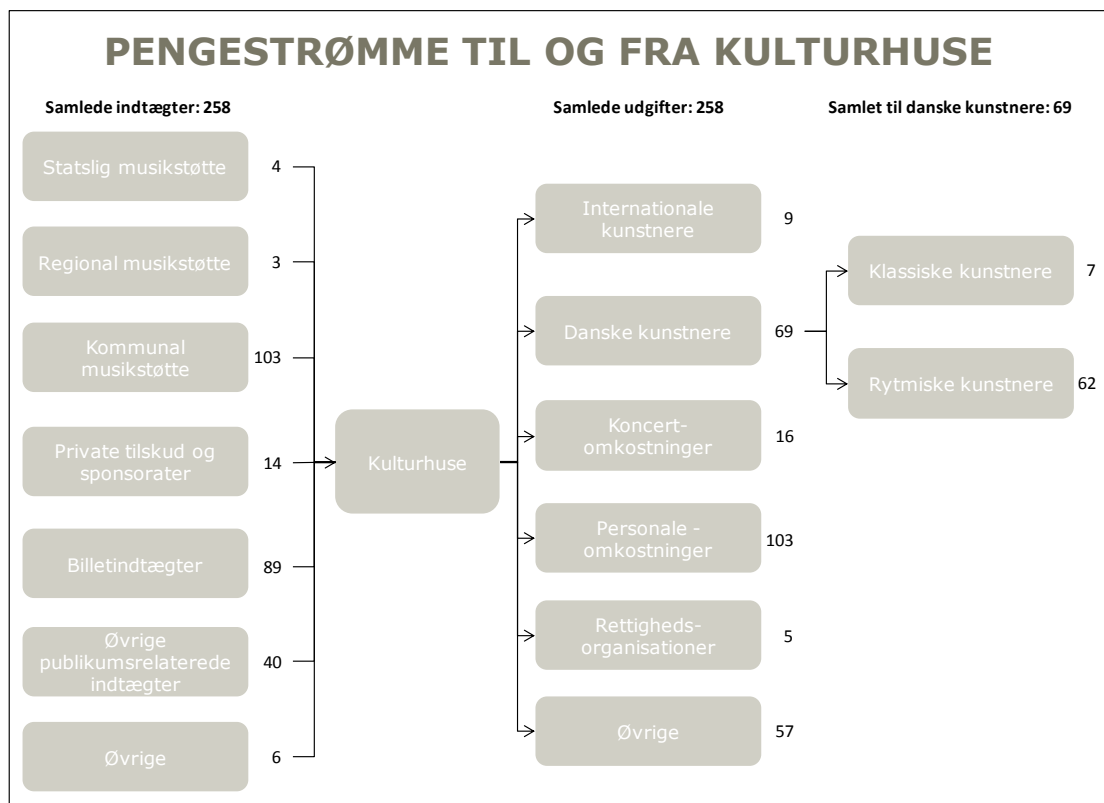 PENGESTRØMME TIL OG FRA KULTURHUSE
Samlede indtægter: 258
Samlede udgifter: 258
Samlet til danske kunstnere: 69
Statslig musikstøtte
4
Regional musikstøtte
3
Kommunal
musikstøtte
103
Private tilskud og
sponsorater
14
Billetindtægter
89
Øvrige
publikumsrelaterede
indtægter
40
Øvrige
6
Kulturhuse
Internationale
kunstnere
9
Danske kunstnere
69
Koncert-
omkostninger
16
Personale -
omkostninger
103
Rettigheds-
organisationer
5
Øvrige
57
Klassiske kunstnere
7
Rytmiske kunstnere
62